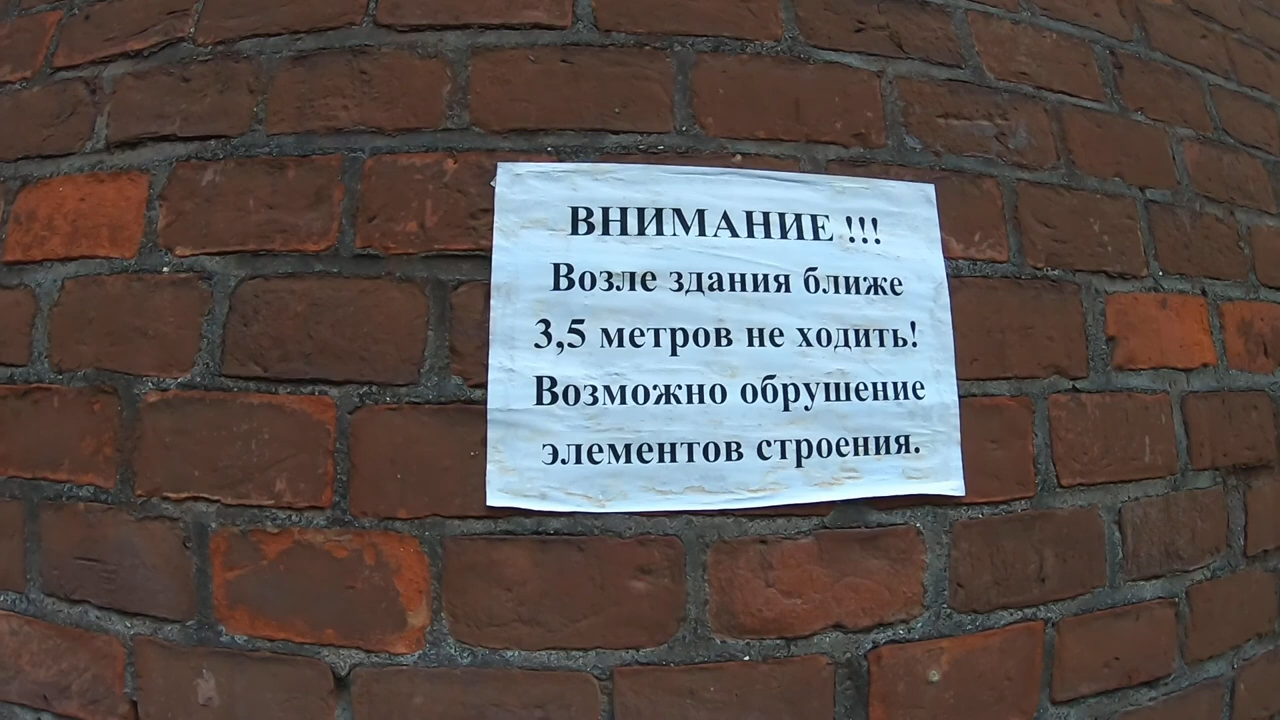 ВНИМАНИЕ !!!
Возле здания ближе
3,5 метров не ходить!
Возможно обрушение
элементов строения.